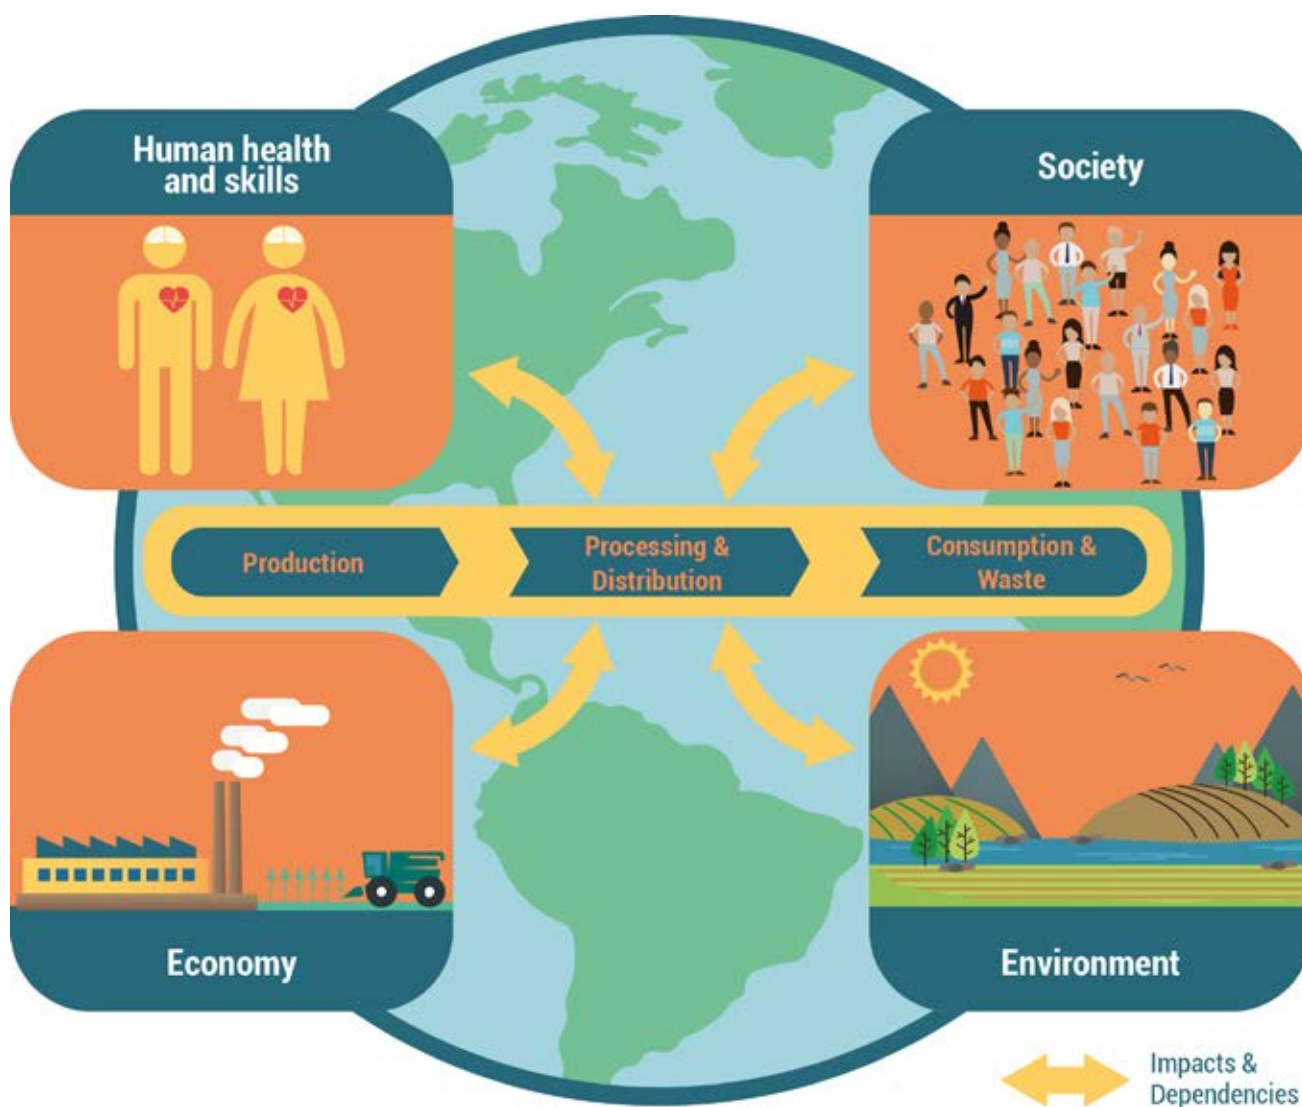 Human health
and skills
Society
Production
Processing &
Distribution
Consumption &
Waste
Economy
Environment
Impacts &
Dependencies